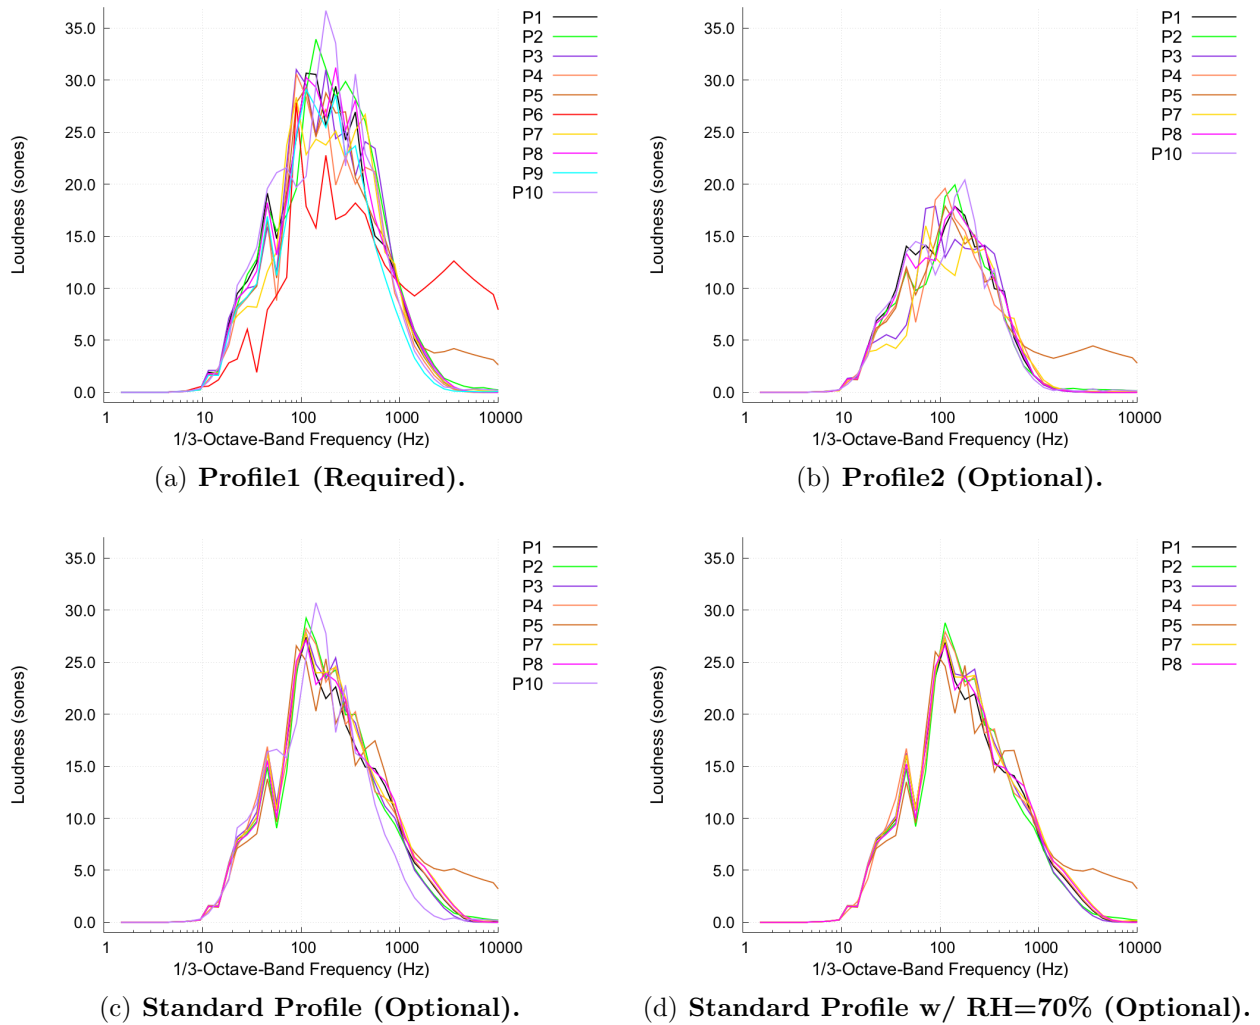 35.0
30.0
25.0
20.0
15.0
10.0
5.0
0.0
Loudness (sones)
1 10 100 1000 10000
1/3-Octave-Band Frequency (Hz)
P1
P2
P3
P4
P5
P6
P7
P8
P9
P10
(a) Profile1 (Required).
35.0
30.0
25.0
20.0
15.0
10.0
5.0
0.0
Loudness (sones)
1 10 100 1000 10000
1/3-Octave-Band Frequency (Hz)
P1
P2
P3
P4
P5
P7
P8
P10
(b) Profile2 (Optional).
35.0
30.0
25.0
20.0
15.0
10.0
5.0
0.0
Loudness (sones)
1 10 100 1000 10000
1/3-Octave-Band Frequency (Hz)
P1
P2
P3
P4
P5
P7
P8
P10
(c) Standard Profile (Optional).
35.0
30.0
25.0
20.0
15.0
10.0
5.0
0.0
Loudness (sones)
1 10 100 1000 10000
1/3-Octave-Band Frequency (Hz)
P1
P2
P3
P4
P5
P7
P8
(d) Standard Profile w/ RH=70% (Optional).